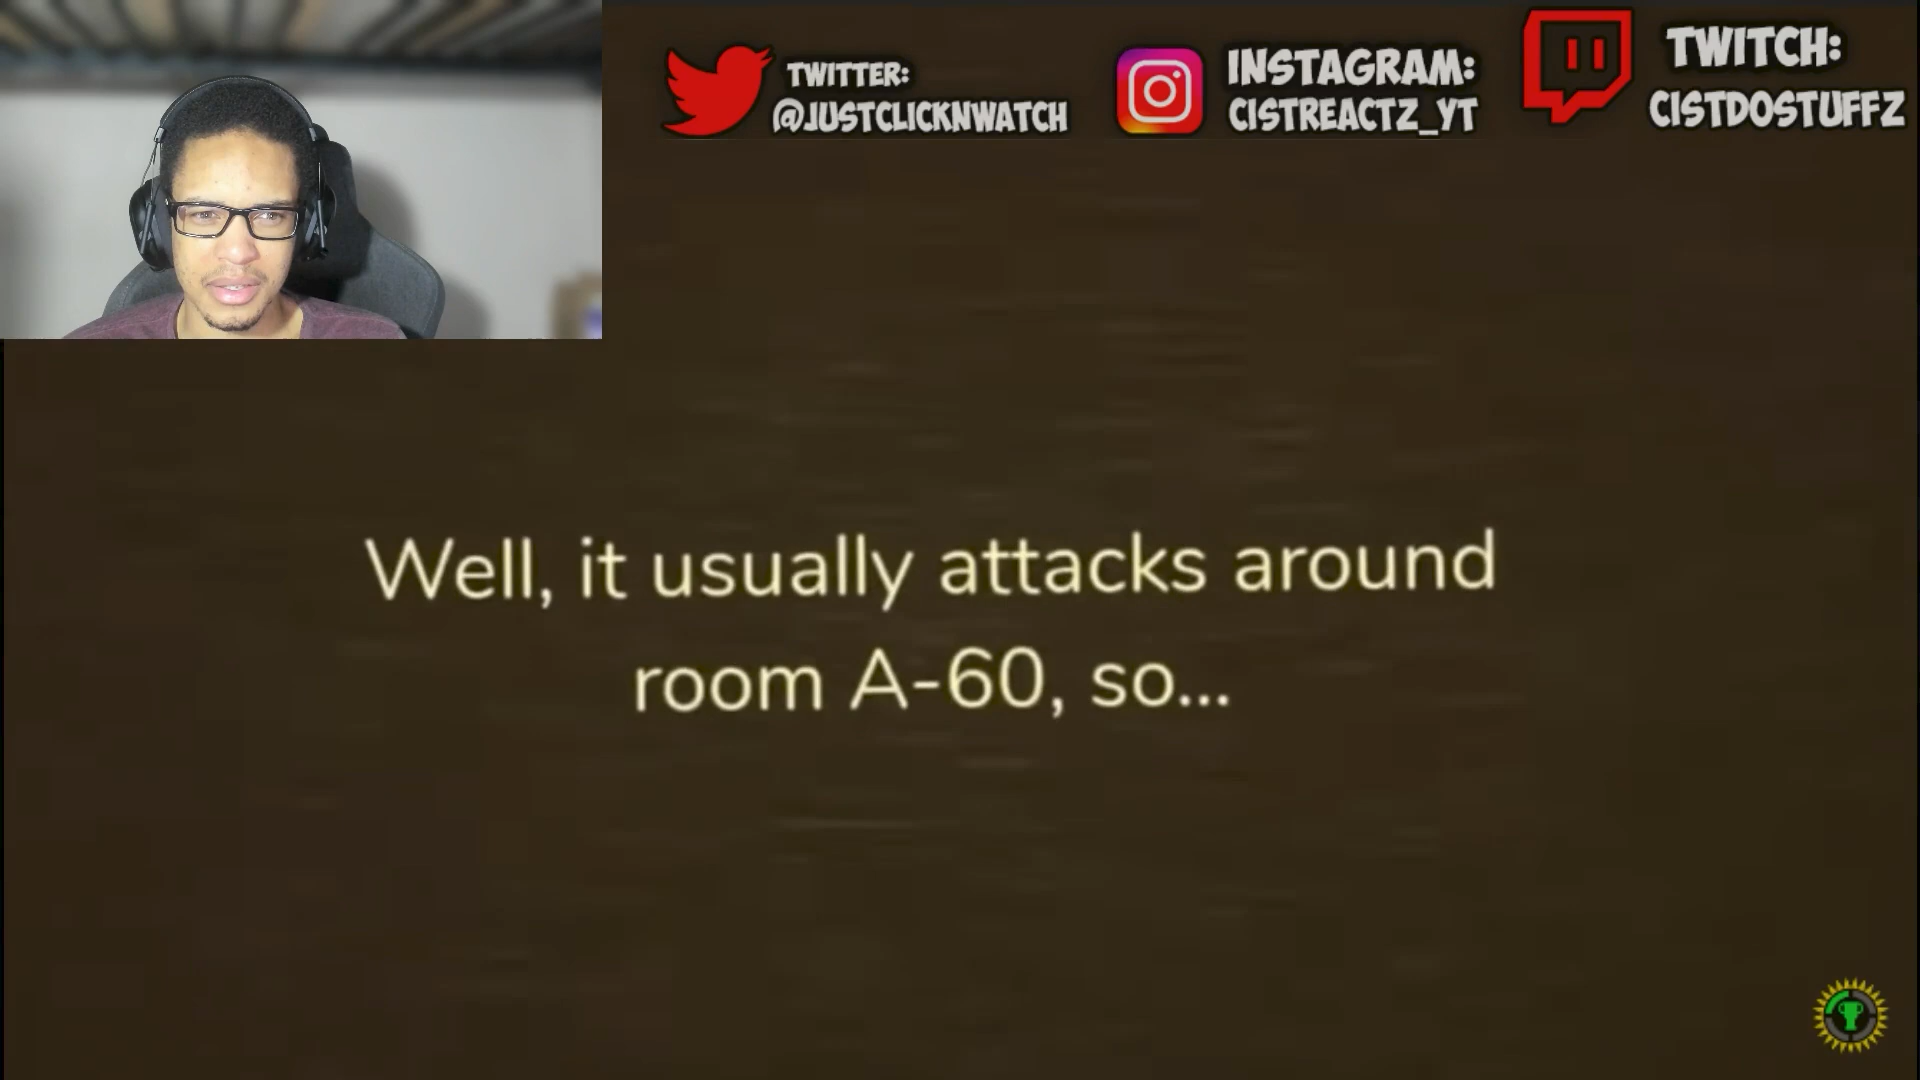 TWITTER:
@JUSTCLICKNWATCH
INSTAGRAM:
CISTREACTZ_YT
TWITCH:
CISTDOSTUFFZ
Well, it usually attacks around
room A-60, so...